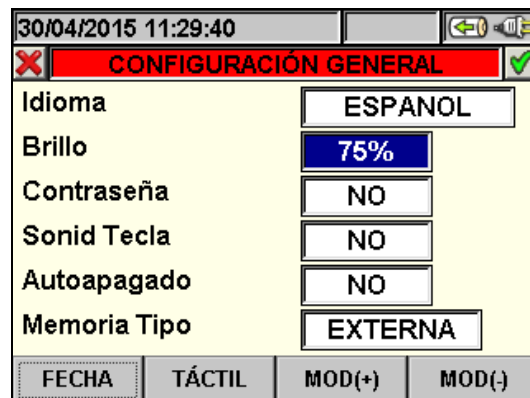 30/04/2015 11:29:40
CONFIGURACIÓN GENERAL
Idioma ESPANOL
Brillo 75%
Contraseña NO
Sonid Tecla NO
Autoapagado NO
Memoria Tipo EXTERNA
FECHA TÁCTIL MOD(+) MOD(-)